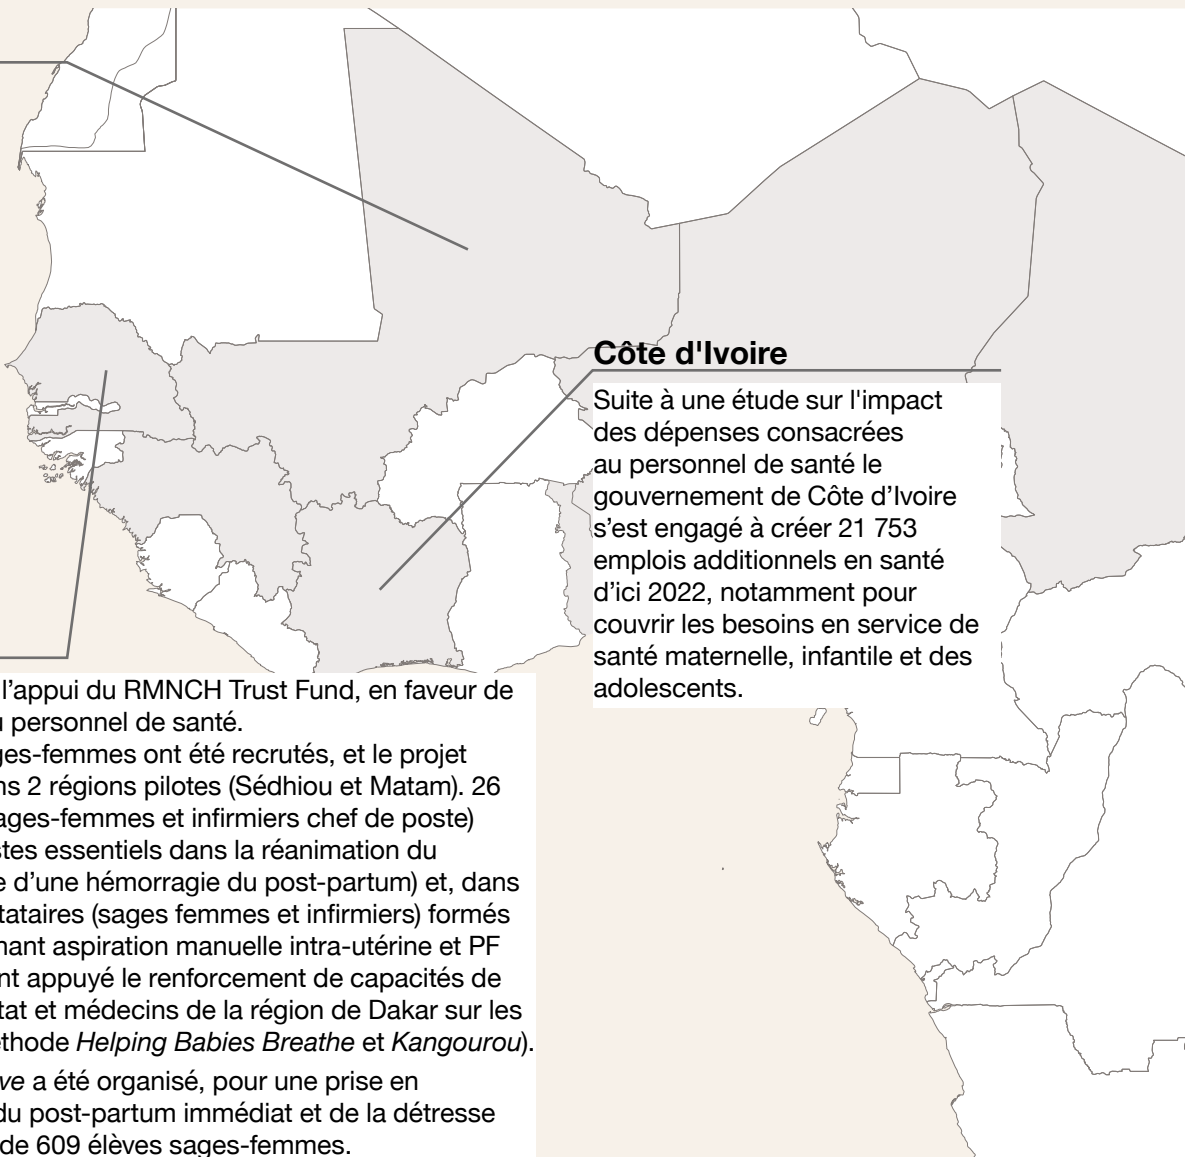 Côte d'Ivoire
Suite à une étude sur l'impact
des dépenses consacrées
au personnel de santé le
gouvernement de Côte d’Ivoire
s’est engagé à créer 21 753
emplois additionnels en santé
d’ici 2022, notamment pour
couvrir les besoins en service de
santé maternelle, infantile et des
adolescents.
l’appui du RMNCH Trust Fund, en faveur de
personnel de santé.
ges-femmes ont été recrutés, et le projet
ns 2 régions pilotes (Sédhiou et Matam). 26
ages-femmes et infirmiers chef de poste)
stes essentiels dans la réanimation du
e d’une hémorragie du post-partum) et, dans
tataires (sages femmes et infirmiers) formés
nant aspiration manuelle intra-utérine et PF
nt appuyé le renforcement de capacités de
tat et médecins de la région de Dakar sur les
éthode Helping Babies Breathe et Kangourou).
ve a été organisé, pour une prise en
du post-partum immédiat et de la détresse
de 609 élèves sages-femmes.